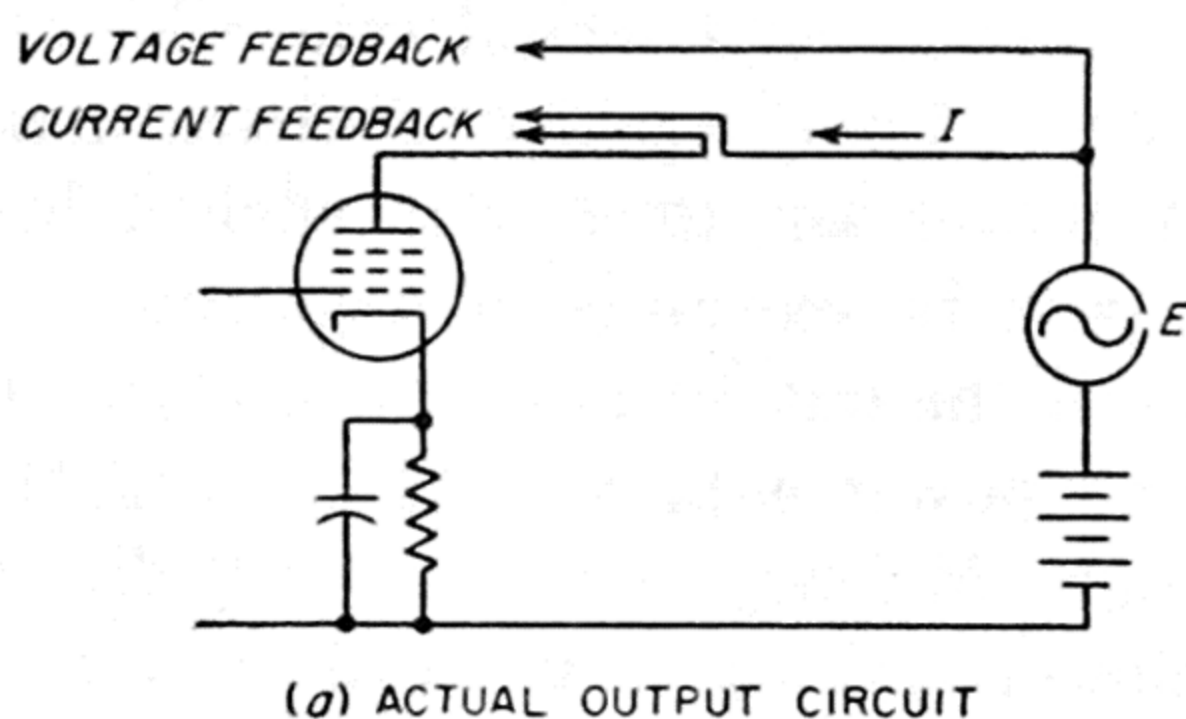 VOLTAGE FEEDBACK
CURRENT FEEDBACK
I
E
(a) ACTUAL OUTPUT CIRCUIT